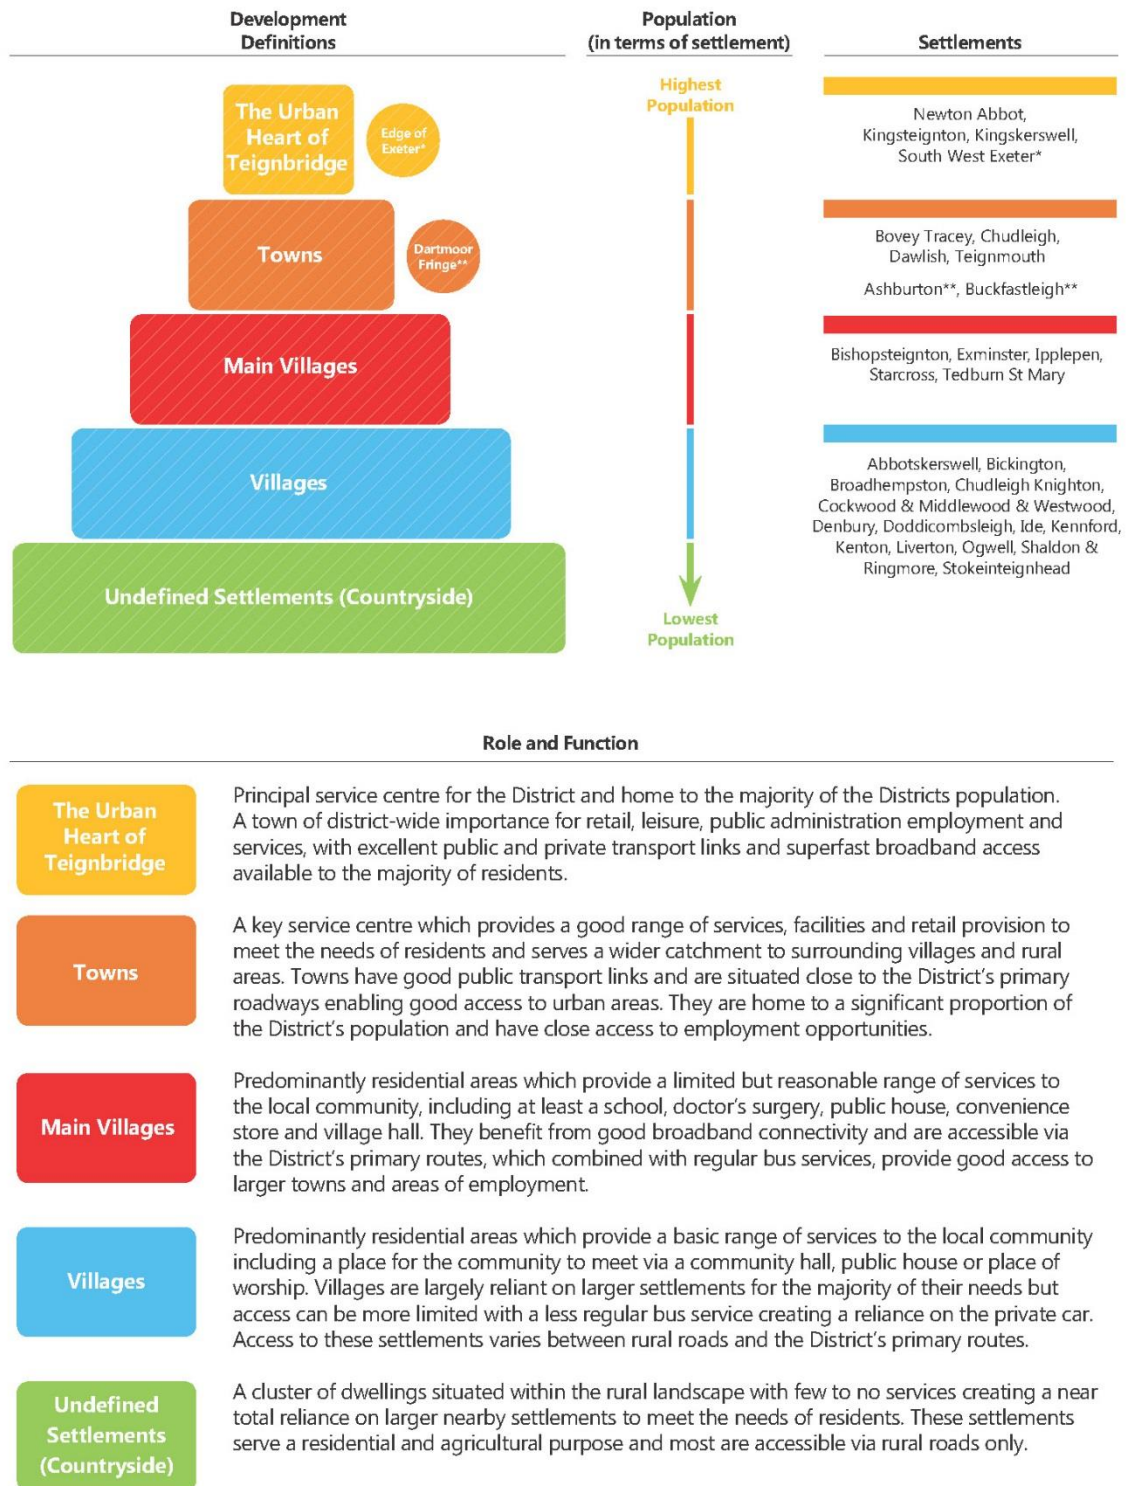 Development
Definitions
Population
(in terms of settlement)
Settlements
The Urban
Heart of
Teignbridge
Edge of
Exeter*
Highest
Population
Newton Abbot,
Kingsteignton, Kingskerswell,
South West Exeter*
Towns
Dartmoor
Fringe**
Bovey Tracey, Chudleigh,
Dawlish, Teignmouth
Ashburton**, Buckfastleigh**
Main Villages
Bishopsteignton, Exminster, Ipplepen,
Starcross, Tedburn St Mary
Villages
Abbotskerswell, Bickington,
Broadhempston, Chudleigh Knighton,
Cockwood & Middlewood & Westwood,
Denbury, Doddicombsleigh, Ide, Kennford,
Kenton, Liverton, Ogwell, Shaldon &
Ringmore, Stokeinteignhead
Undefined Settlements (Countryside)
Lowest
Population
Role and Function
The Urban
Heart of
Teignbridge
Principal service centre for the District and home to the majority of the Districts population.
A town of district-wide importance for retail, leisure, public administration employment and
services, with excellent public and private transport links and superfast broadband access
available to the majority of residents.
Towns
A key service centre which provides a good range of services, facilities and retail provision to
meet the needs of residents and serves a wider catchment to surrounding villages and rural
areas. Towns have good public transport links and are situated close to the District's primary
roadways enabling good access to urban areas. They are home to a significant proportion of
the District's population and have close access to employment opportunities.
Main Villages
Predominantly residential areas which provide a limited but reasonable range of services to
the local community, including at least a school, doctor's surgery, public house, convenience
store and village hall. They benefit from good broadband connectivity and are accessible via
the District's primary routes, which combined with regular bus services, provide good access to
larger towns and areas of employment.
Villages
Predominantly residential areas which provide a basic range of services to the local community
including a place for the community to meet via a community hall, public house or place of
worship. Villages are largely reliant on larger settlements for the majority of their needs but
access can be more limited with a less regular bus service creating a reliance on the private car.
Access to these settlements varies between rural roads and the District's primary routes.
Undefined
Settlements
(Countryside)
A cluster of dwellings situated within the rural landscape with few to no services creating a near
total reliance on larger nearby settlements to meet the needs of residents. These settlements
serve a residential and agricultural purpose and most are accessible via rural roads only.